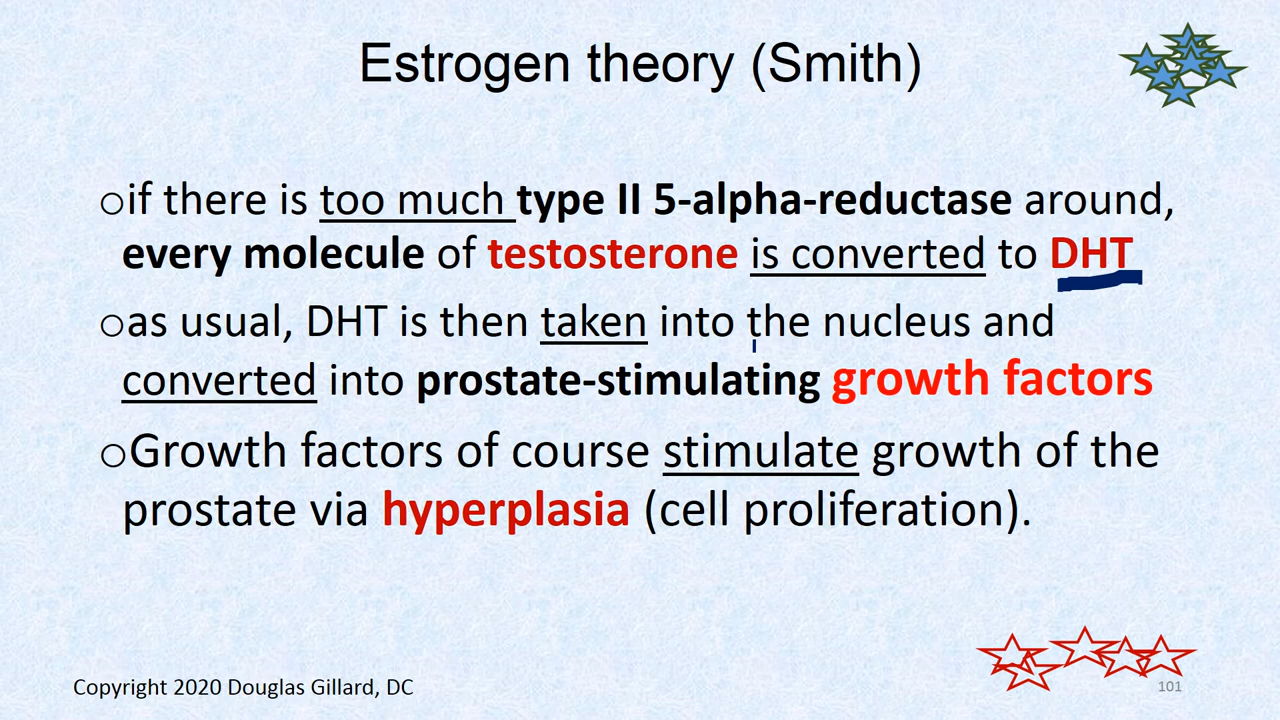 Estrogen theory (Smith)
○if there is too much type II 5-alpha-reductase around,
every molecule of testosterone is converted to DHT
○as usual, DHT is then taken into the nucleus and
converted into prostate-stimulating growth factors
○Growth factors of course stimulate growth of the
prostate via hyperplasia (cell proliferation).
Copyright 2020 Douglas Gillard, DC
101